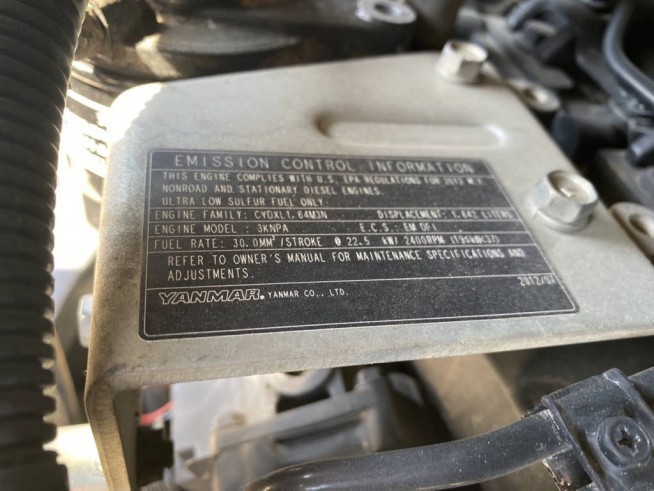 EMISSION CONTROL INFORMATION
THIS ENGINE COMPLIES WITH U.S. EPA REGULATIONS FOR 2012 M.Y.
NONROAD AND STATIONARY DIESEL ENGINES.
ULTRA LOW SULFUR FUEL ONLY
ENGINE FAMILY: CYDXL1.64M3N DISPLACEMENT: 1.642 LITERS
ENGINE MODEL : 3KNPA E.C.S.: EM DFI
FUEL RATE: 30.0MM³/STROKE @ 22.5 KW/ 2400RPM
REFER TO OWNER'S MANUAL FOR MAINTENANCE SPECIFICATIONS AND
ADJUSTMENTS.
2012/07
YANMAR. YANMAR CO., LTD.